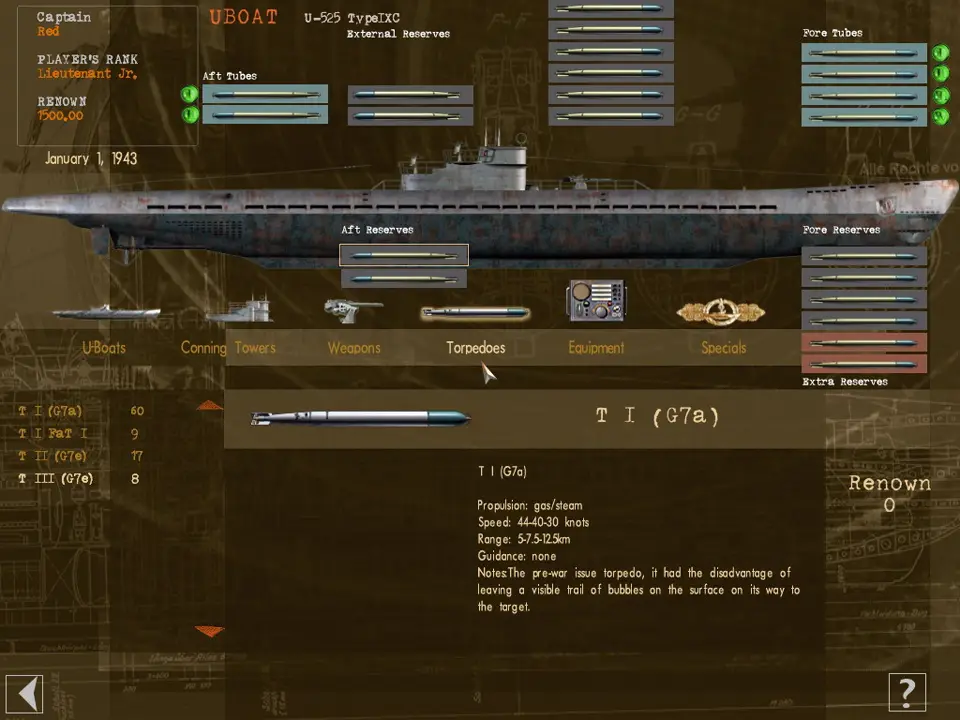 Captain
Red
PLAYER'S RANK
Lieutenant Jr.
RENOWN
1500.00
January 1, 1943
UBOAT
U-525 TypeIXC
External Reserves
Aft Tubes
Fore Tubes
Alle Rechte vo
Aft Reserves
Fore Reserves
Extra Reserves
U-Boats
Conning Towers
Weapons
Torpedoes
Equipment
Specials
T I (G7a) 60
T I FaT I 9
T II (G7e) 17
T III (G7e) 8
T I (G7a)
Renown
0
T I (G7a)
Propulsion: gas/steam
Speed: 44-40-30 knots
Range: 5-7.5-12.5km
Guidance: none
Notes:The pre-war issue torpedo, it had the disadvantage of
leaving a visible trail of bubbles on the surface on its way to
the target.
?